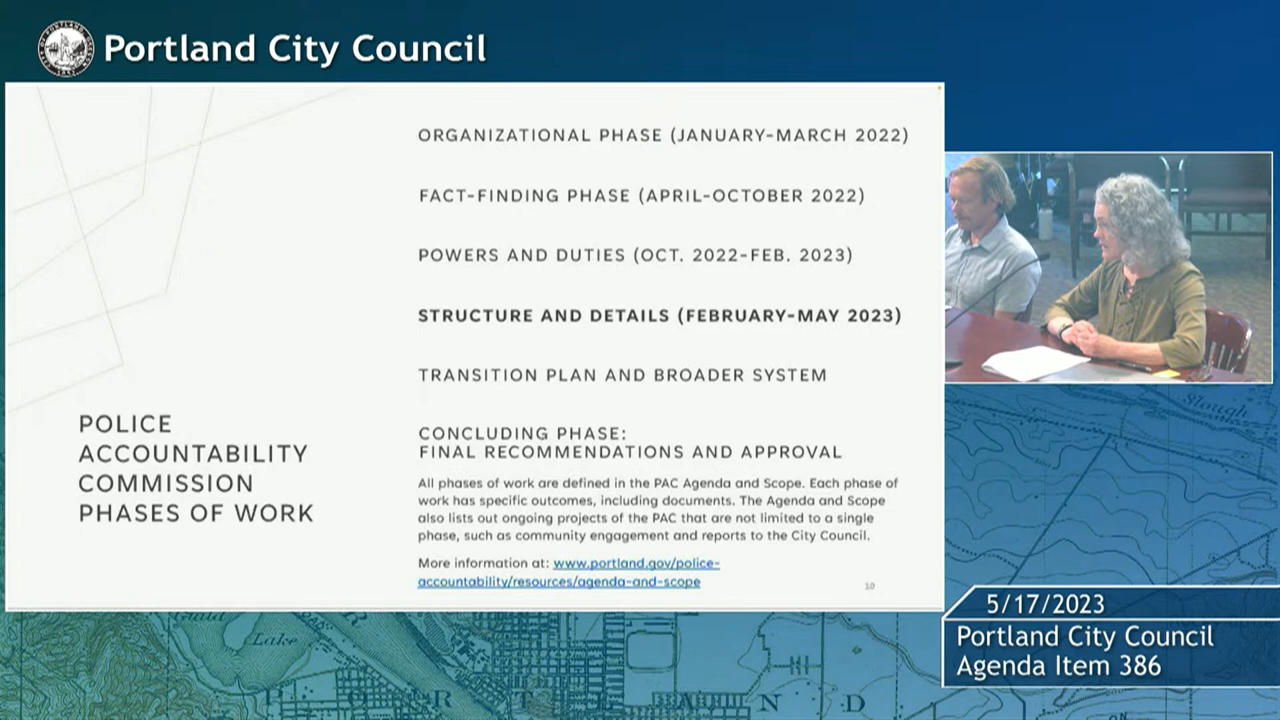 Portland City Council
ORGANIZATIONAL PHASE (JANUARY-MARCH 2022)
FACT-FINDING PHASE (APRIL-OCTOBER 2022)
POWERS AND DUTIES (OCT. 2022-FEB. 2023)
STRUCTURE AND DETAILS (FEBRUARY-MAY 2023)
TRANSITION PLAN AND BROADER SYSTEM
POLICE
ACCOUNTABILITY
COMMISSION
PHASES OF WORK
CONCLUDING PHASE:
FINAL RECOMMENDATIONS AND APPROVAL
All phases of work are defined in the PAC Agenda and Scope. Each phase of
work has specific outcomes, including documents. The Agenda and Scope
also lists out ongoing projects of the PAC that are not limited to a single
phase, such as community engagement and reports to the City Council.
More information at: www.portland.gov/police-
accountability/resources/agenda-and-scope
10
Slough
5/17/2023
Portland City Council
Agenda Item 386
Guild
Lake
R T L A N D